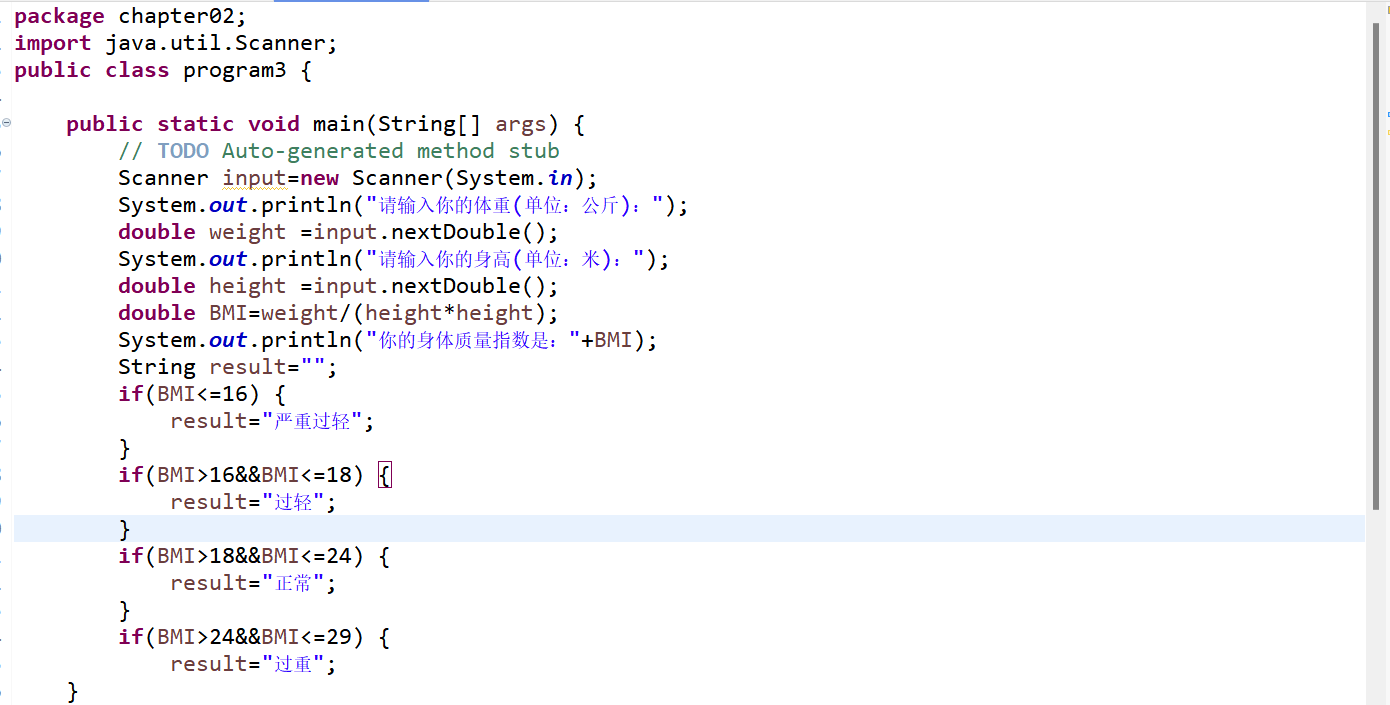 package chapter02;
import java.util.Scanner;
public class program3 {
public static void main(String[] args) {
// TODO Auto-generated method stub
Scanner input=new Scanner(System.in);
System.out.println("请输入你的体重(单位：公斤)：");
double weight =input.nextDouble();
System.out.println("请输入你的身高(单位：米)：");
double height =input.nextDouble();
double BMI=weight/(height*height);
System.out.println("你的身体质量指数是："+BMI);
String result="";
if(BMI<=16) {
result="严重过轻";
}
if(BMI>16&&BMI<=18) {
result="过轻";
}
if(BMI>18&&BMI<=24) {
result="正常";
}
if(BMI>24&&BMI<=29) {
result="过重";
}